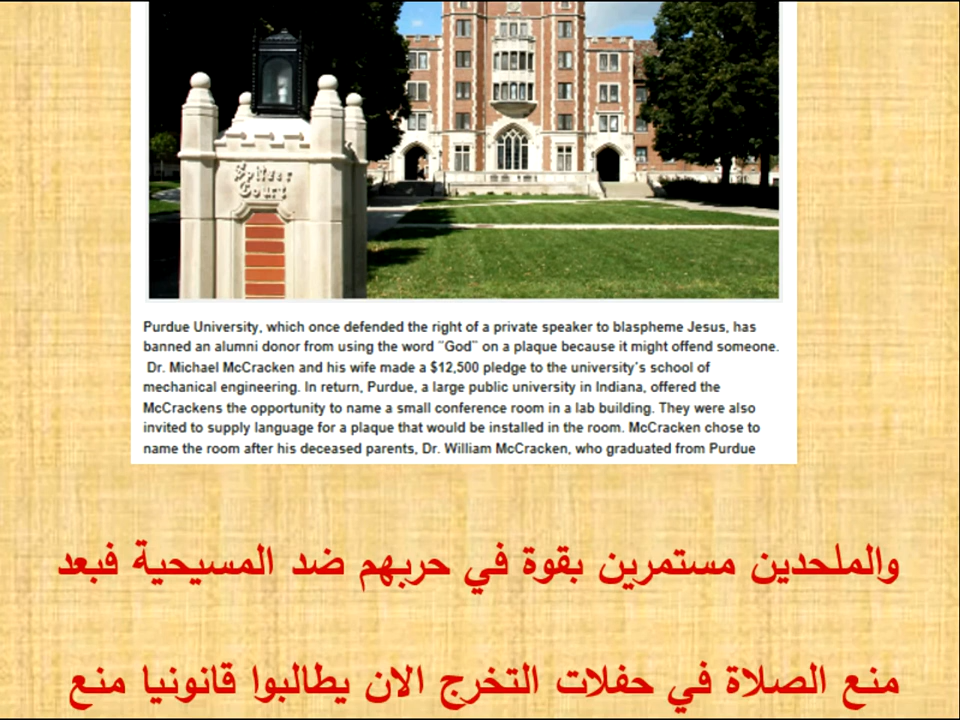 Spitzer
Court
Purdue University, which once defended the right of a private speaker to blaspheme Jesus, has
banned an alumni donor from using the word ¨God¨ on a plaque because it might offend someone.
Dr. Michael McCracken and his wife made a $12,500 pledge to the university's school of
mechanical engineering. In return, Purdue, a large public university in Indiana, offered the
McCrackens the opportunity to name a small conference room in a lab building. They were also
invited to supply language for a plaque that would be installed in the room. McCracken chose to
name the room after his deceased parents, Dr. William McCracken, who graduated from Purdue
والملحدين مستمرين بقوة في حربهم ضد المسيحية فبعد
منع الصلاة في حفلات التخرج الان يطالبوا قانونيا منع